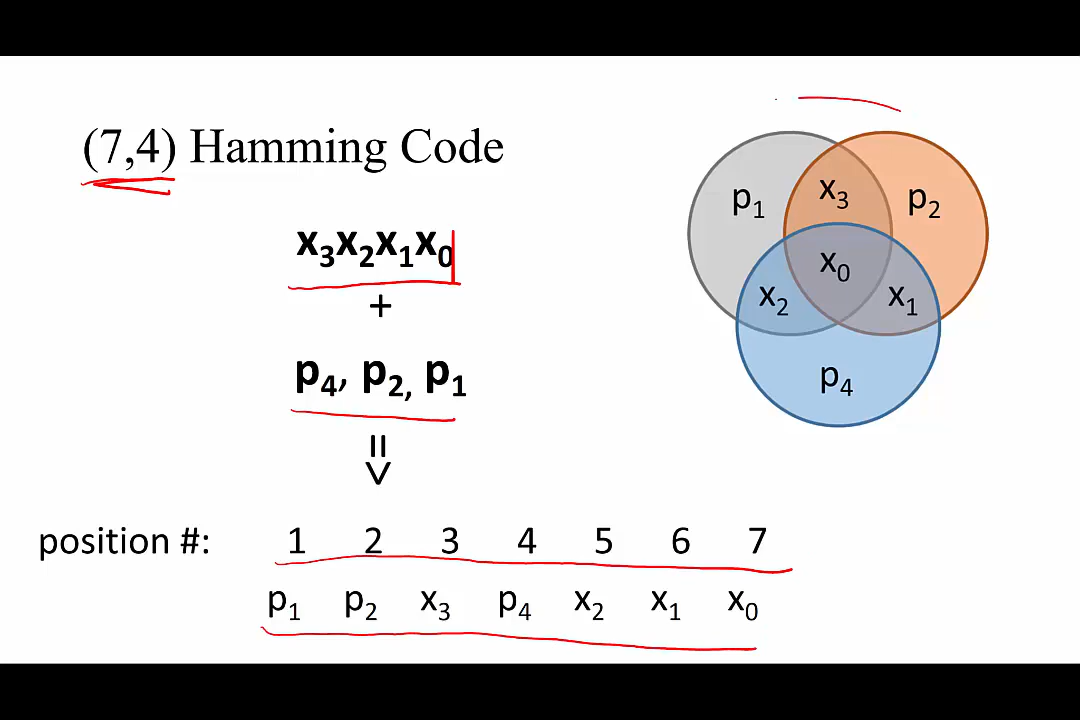 (7,4) Hamming Code
x₃x₂x₁x₀
+
p₄, p₂, p₁
=>
position #: 1 2 3 4 5 6 7
p₁ p₂ x₃ p₄ x₂ x₁ x₀
p₁ x₃ p₂
x₀
x₂ x₁
p₄